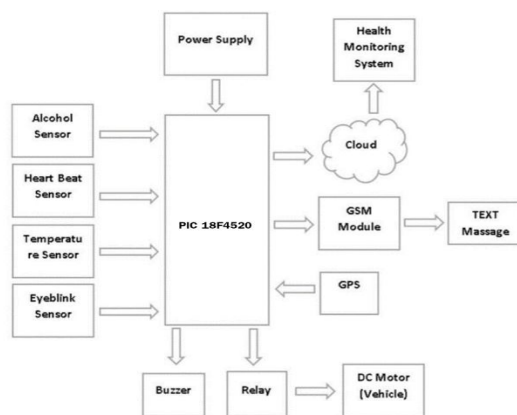 Power Supply
Health
Monitoring
System
Alcohol
Sensor
Cloud
Heart Beat
Sensor
PIC 18F4520
GSM
Module
TEXT
Massage
Temperatu
re Sensor
GPS
Eyeblink
Sensor
Buzzer
Relay
DC Motor
(Vehicle)